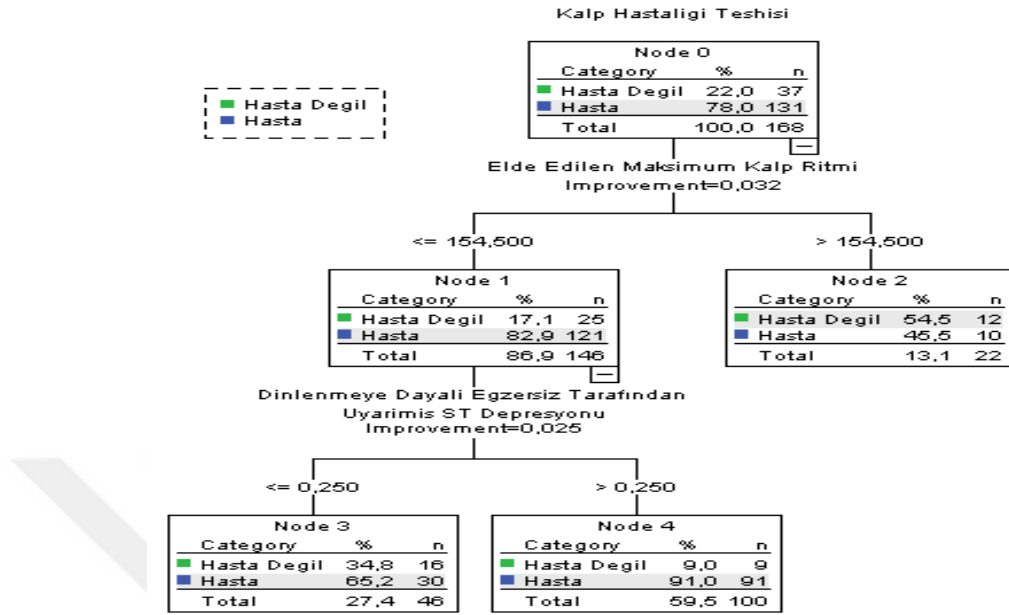 Kalp Hastaligi Teshisi
Hasta Degil
Hasta
Node 0
Category % n
Hasta Degil 22,0 37
Hasta 78,0 131
Total 100,0 168
Elde Edilen Maksimum Kalp Ritmi
Improvement=0,032
<= 154,500
> 154,500
Node 1
Category % n
Hasta Degil 17,1 25
Hasta 82,9 121
Total 86,9 146
Node 2
Category % n
Hasta Degil 54,5 12
Hasta 45,5 10
Total 13,1 22
Dinlenmeye Dayali Egzersiz Tarafından
Uyarimis ST Depresyonu
Improvement=0,025
<= 0,250
> 0,250
Node 3
Category % n
Hasta Degil 34,8 16
Hasta 65,2 30
Total 27,4 46
Node 4
Category % n
Hasta Degil 9,0 9
Hasta 91,0 91
Total 59,5 100